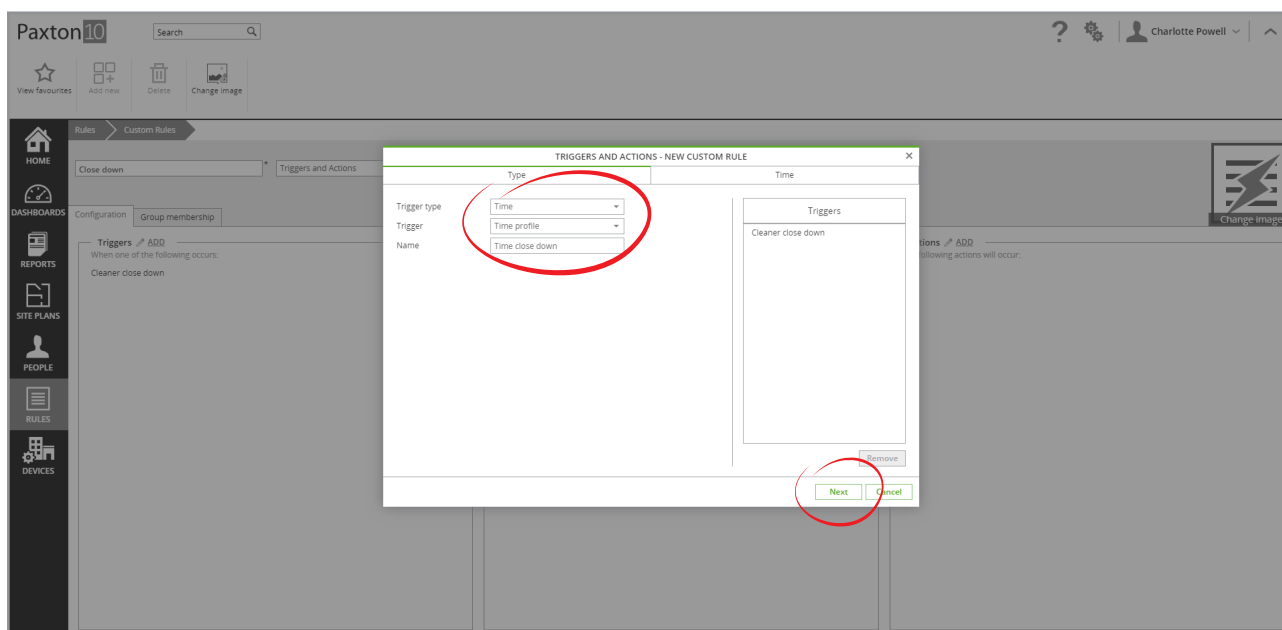 Paxton10
Search
Charlotte Powell
View favourites
Add new
Delete
Change image
Rules
Custom Rules
HOME
DASHBOARDS
REPORTS
SITE PLANS
PEOPLE
RULES
DEVICES
Close down
*
Triggers and Actions
Change image
Configuration
Group membership
Triggers ADD
When one of the following occurs:
Cleaner close down
tions ADD
following actions will occur:
TRIGGERS AND ACTIONS - NEW CUSTOM RULE
Type
Time
Trigger type
Time
Trigger
Time profile
Name
Time close down
Triggers
Cleaner close down
Remove
Next
Cancel